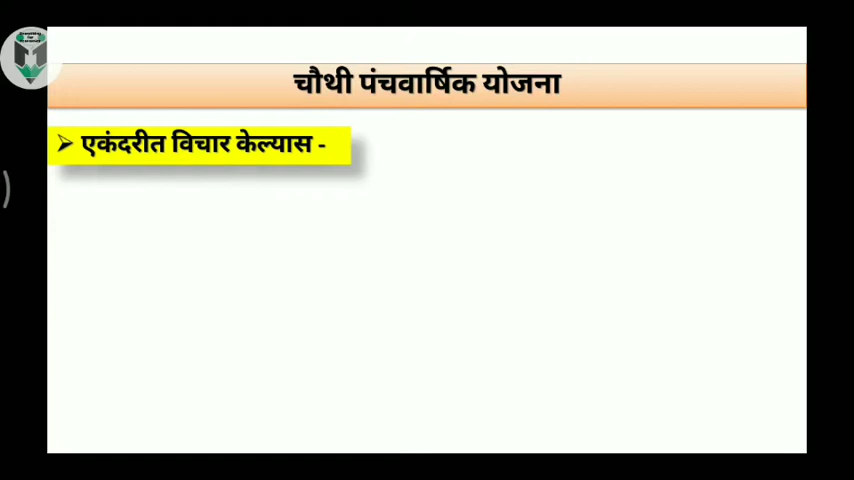 चौथी पंचवार्षिक योजना
➢ एकंदरीत विचार केल्यास -